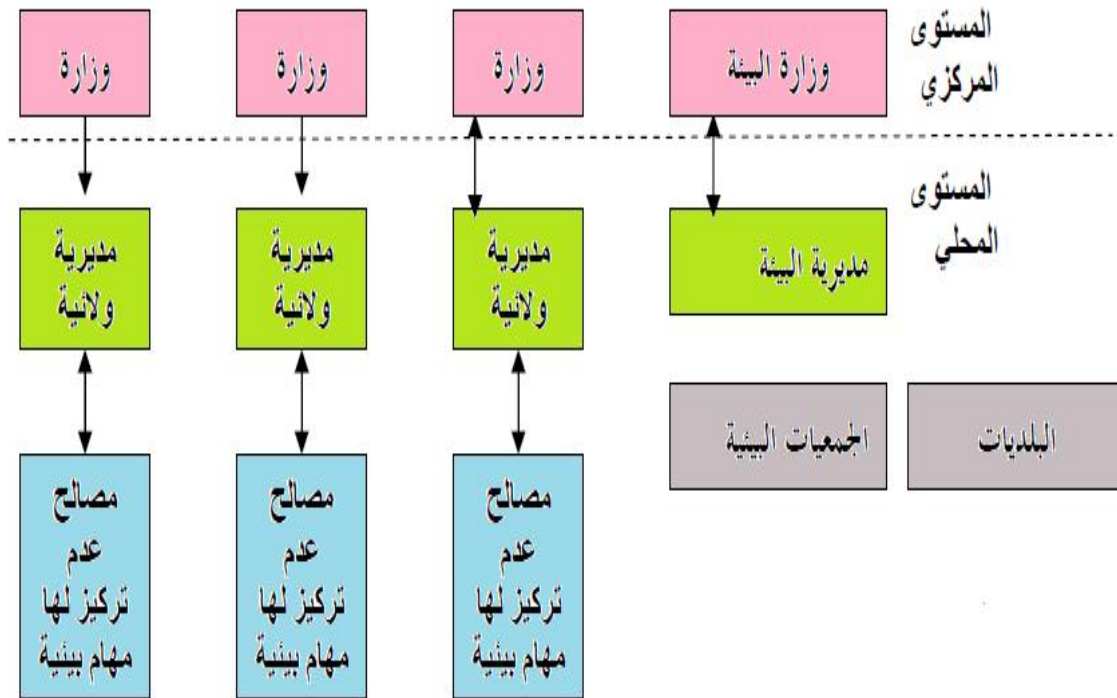 المستوى
المركزي
وزارة البيئة
وزارة
وزارة
وزارة
المستوى
المحلي
مديرية البيئة
مديرية
ولائية
مديرية
ولائية
مديرية
ولائية
البلديات
الجمعيات البيئية
مصالح
عدم
تركيز لها
مهام بيئية
مصالح
عدم
تركيز لها
مهام بيئية
مصالح
عدم
تركيز لها
مهام بيئية